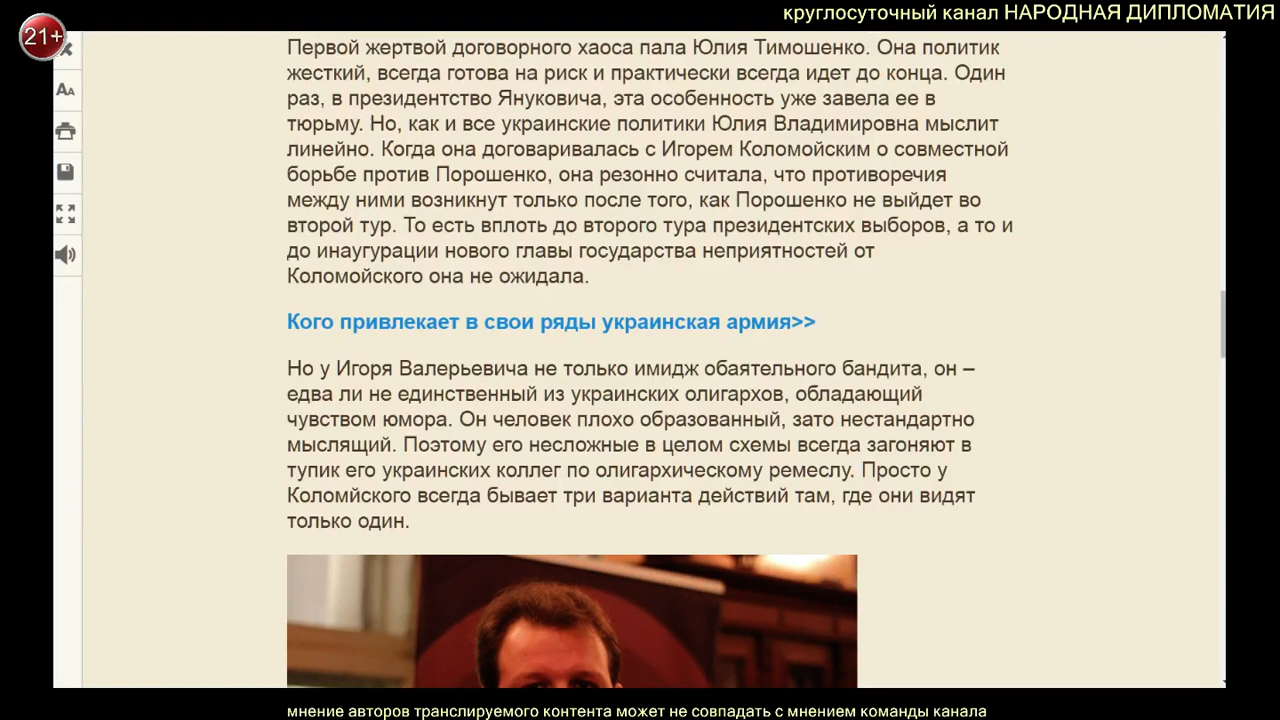 круглосуточный канал НАРОДНАЯ ДИПЛОМАТИЯ
21+
Первой жертвой договорного хаоса пала Юлия Тимошенко. Она политик
жесткий, всегда готова на риск и практически всегда идет до конца. Один
раз, в президентство Януковича, эта особенность уже завела ее в
тюрьму. Но, как и все украинские политики Юлия Владимировна мыслит
линейно. Когда она договаривалась с Игорем Коломойским о совместной
борьбе против Порошенко, она резонно считала, что противоречия
между ними возникнут только после того, как Порошенко не выйдет во
второй тур. То есть вплоть до второго тура президентских выборов, а то и
до инаугурации нового главы государства неприятностей от
Коломойского она не ожидала.
Кого привлекает в свои ряды украинская армия>>
Но у Игоря Валерьевича не только имидж обаятельного бандита, он –
едва ли не единственный из украинских олигархов, обладающий
чувством юмора. Он человек плохо образованный, зато нестандартно
мыслящий. Поэтому его несложные в целом схемы всегда загоняют в
тупик его украинских коллег по олигархическому ремеслу. Просто у
Коломйского всегда бывает три варианта действий там, где они видят
только один.
мнение авторов транслируемого контента может не совпадать с мнением команды канала